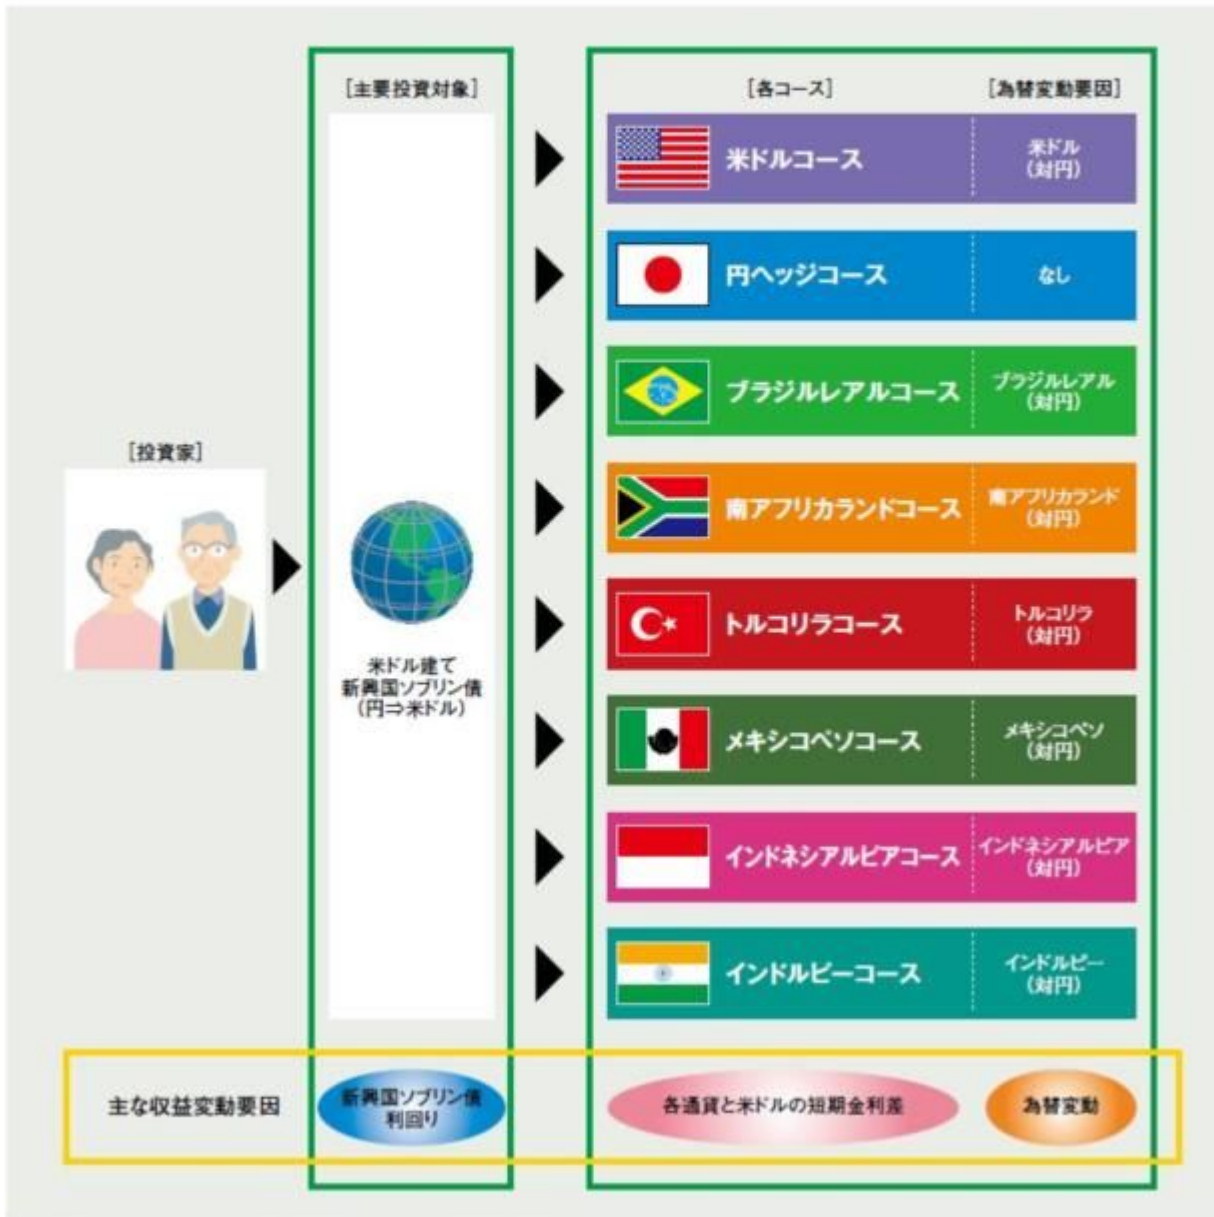 [主要投資対象]
[各コース]
[為替変動要因]
米ドルコース
米ドル
(対円)
円ヘッジコース
なし
ブラジルレアルコース
ブラジルレアル
(対円)
[投資家]
南アフリカランドコース
南アフリカランド
(対円)
トルコリラコース
トルコリラ
(対円)
米ドル建て
新興国ソブリン債
(円⇒米ドル)
メキシコペソコース
メキシコペソ
(対円)
インドネシアルピアコース
インドネシアルピア
(対円)
インドルピーコース
インドルピー
(対円)
主な収益変動要因
新興国ソブリン債
利回り
各通貨と米ドルの短期金利差
為替変動